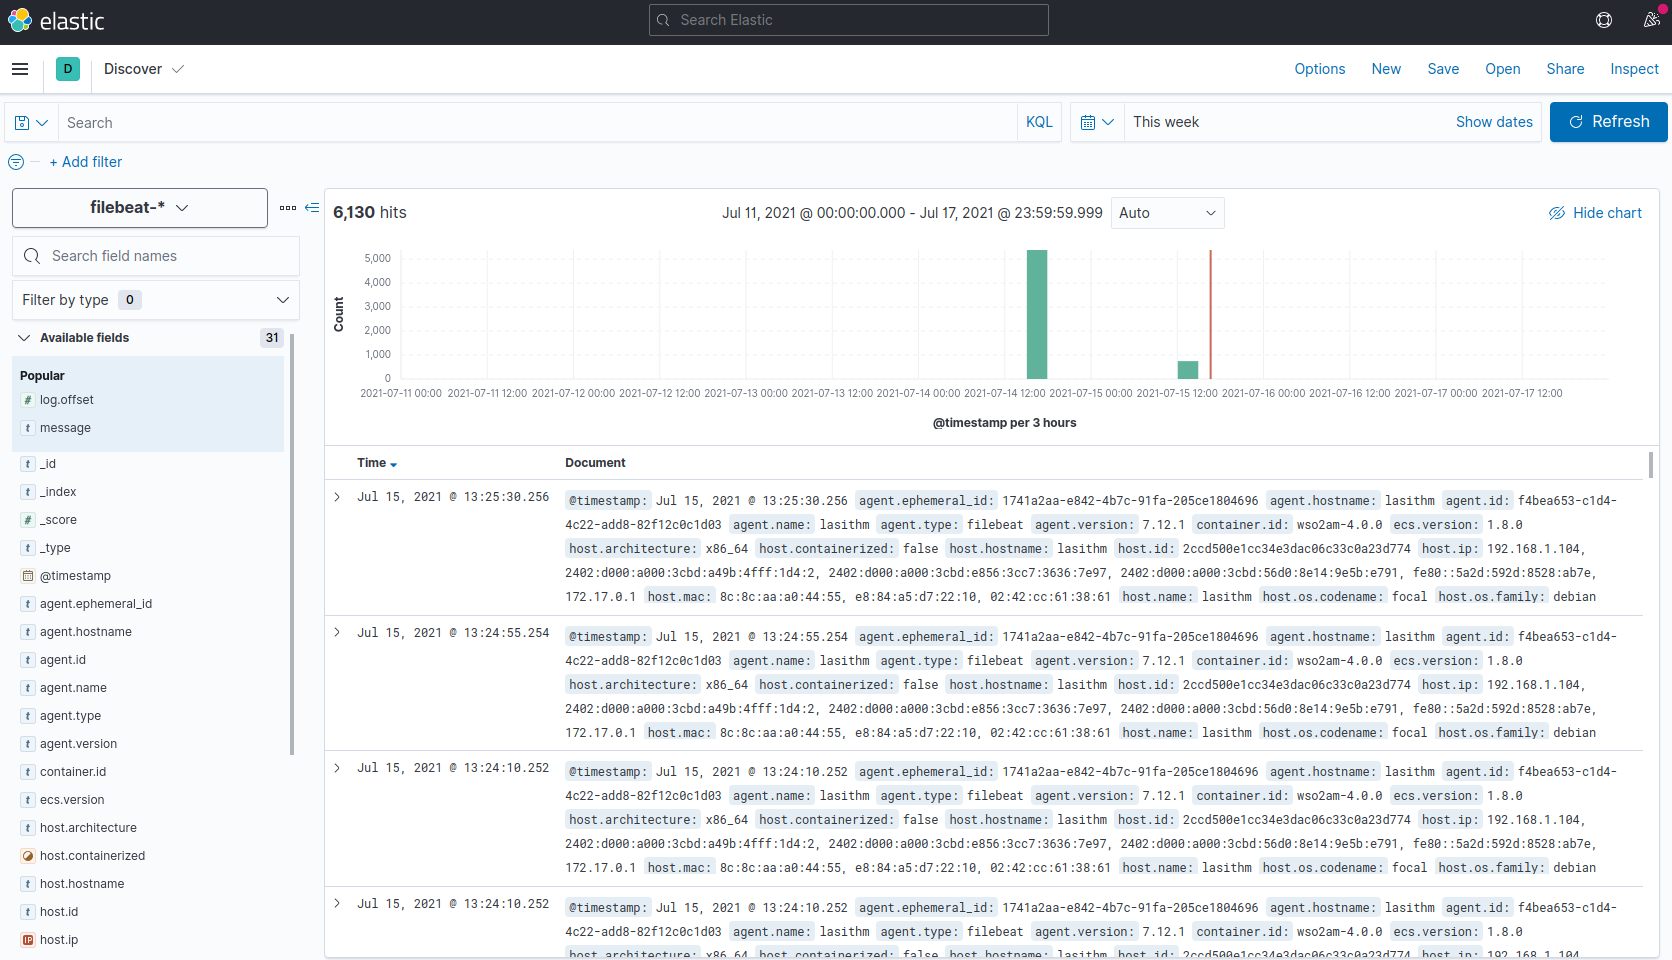 elastic
Search Elastic
D
Discover
Options New Save Open Share Inspect
Search
KQL
This week
Show dates
Refresh
+ Add filter
filebeat-*
6,130 hits
Jul 11, 2021 @ 00:00:00.000 - Jul 17, 2021 @ 23:59:59.999
Auto
Hide chart
Search field names
Filter by type 0
Available fields 31
Popular
# log.offset
t message
t _id
t _index
# _score
t _type
@timestamp
t agent.ephemeral_id
t agent.hostname
t agent.id
t agent.name
t agent.type
t agent.version
t container.id
t ecs.version
t host.architecture
host.containerized
t host.hostname
t host.id
IP host.ip
Count
5,000
4,000
3,000
2,000
1,000
0
2021-07-11 00:00 2021-07-11 12:00 2021-07-12 00:00 2021-07-12 12:00 2021-07-13 00:00 2021-07-13 12:00 2021-07-14 00:00 2021-07-14 12:00 2021-07-15 00:00 2021-07-15 12:00 2021-07-16 00:00 2021-07-16 12:00 2021-07-17 00:00 2021-07-17 12:00
@timestamp per 3 hours
Time Document
Jul 15, 2021 @ 13:25:30.256
@timestamp: Jul 15, 2021 @ 13:25:30.256 agent.ephemeral_id: 1741a2aa-e842-4b7c-91fa-205ce1804696 agent.hostname: lasithm agent.id: f4bea653-c1d4-
4c22-add8-82f12c0c1d03 agent.name: lasithm agent.type: filebeat agent.version: 7.12.1 container.id: wso2am-4.0.0 ecs.version: 1.8.0
host.architecture: x86_64 host.containerized: false host.hostname: lasithm host.id: 2ccd500e1cc34e3dac06c33c0a23d774 host.ip: 192.168.1.104,
2402:d000:a000:3cbd:a49b:4fff:1d4:2, 2402:d000:a000:3cbd:e856:3cc7:3636:7e97, 2402:d000:a000:3cbd:56d0:8e14:9e5b:e791, fe80::5a2d:592d:8528:ab7e,
172.17.0.1 host.mac: 8c:8c:aa:a0:44:55, e8:84:a5:d7:22:10, 02:42:cc:61:38:61 host.name: lasithm host.os.codename: focal host.os.family: debian
Jul 15, 2021 @ 13:24:55.254
@timestamp: Jul 15, 2021 @ 13:24:55.254 agent.ephemeral_id: 1741a2aa-e842-4b7c-91fa-205ce1804696 agent.hostname: lasithm agent.id: f4bea653-c1d4-
4c22-add8-82f12c0c1d03 agent.name: lasithm agent.type: filebeat agent.version: 7.12.1 container.id: wso2am-4.0.0 ecs.version: 1.8.0
host.architecture: x86_64 host.containerized: false host.hostname: lasithm host.id: 2ccd500e1cc34e3dac06c33c0a23d774 host.ip: 192.168.1.104,
2402:d000:a000:3cbd:a49b:4fff:1d4:2, 2402:d000:a000:3cbd:e856:3cc7:3636:7e97, 2402:d000:a000:3cbd:56d0:8e14:9e5b:e791, fe80::5a2d:592d:8528:ab7e,
172.17.0.1 host.mac: 8c:8c:aa:a0:44:55, e8:84:a5:d7:22:10, 02:42:cc:61:38:61 host.name: lasithm host.os.codename: focal host.os.family: debian
Jul 15, 2021 @ 13:24:10.252
@timestamp: Jul 15, 2021 @ 13:24:10.252 agent.ephemeral_id: 1741a2aa-e842-4b7c-91fa-205ce1804696 agent.hostname: lasithm agent.id: f4bea653-c1d4-
4c22-add8-82f12c0c1d03 agent.name: lasithm agent.type: filebeat agent.version: 7.12.1 container.id: wso2am-4.0.0 ecs.version: 1.8.0
host.architecture: x86_64 host.containerized: false host.hostname: lasithm host.id: 2ccd500e1cc34e3dac06c33c0a23d774 host.ip: 192.168.1.104,
2402:d000:a000:3cbd:a49b:4fff:1d4:2, 2402:d000:a000:3cbd:e856:3cc7:3636:7e97, 2402:d000:a000:3cbd:56d0:8e14:9e5b:e791, fe80::5a2d:592d:8528:ab7e,
172.17.0.1 host.mac: 8c:8c:aa:a0:44:55, e8:84:a5:d7:22:10, 02:42:cc:61:38:61 host.name: lasithm host.os.codename: focal host.os.family: debian
Jul 15, 2021 @ 13:24:10.252
@timestamp: Jul 15, 2021 @ 13:24:10.252 agent.ephemeral_id: 1741a2aa-e842-4b7c-91fa-205ce1804696 agent.hostname: lasithm agent.id: f4bea653-c1d4-
4c22-add8-82f12c0c1d03 agent.name: lasithm agent.type: filebeat agent.version: 7.12.1 container.id: wso2am-4.0.0 ecs.version: 1.8.0
host.architecture: x86_64 host.containerized: false host.hostname: lasithm host.id: 2ccd500e1cc34e3dac06c33c0a23d774 host.ip: 192.168.1.104,